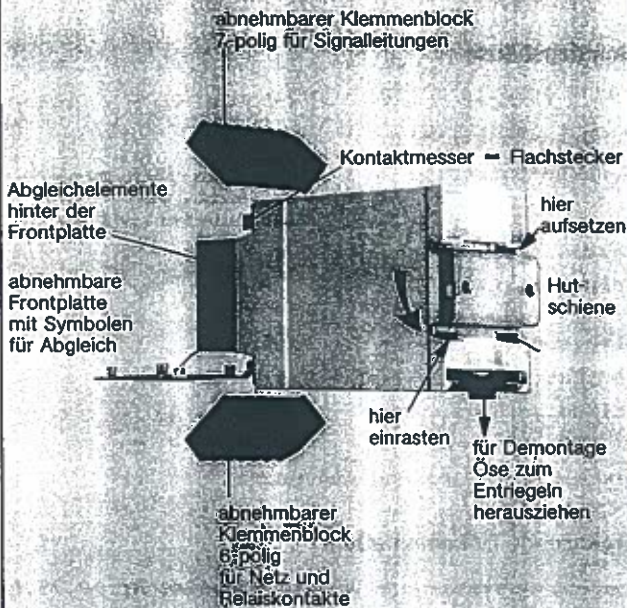 abnehmbarer Klemmenblock
7-polig für Signalleitungen
Kontaktmesser – Flachstecker
Abgleichelemente
hinter der
Frontplatte
hier
aufsetzen
abnehmbare
Frontplatte
mit Symbolen
für Abgleich
Hut-
schiene
hier
einrasten
für Demontage
Öse zum
Entriegeln
herausziehen
abnehmbarer
Klemmenblock
6-polig
für Netz und
Relaiskontakte